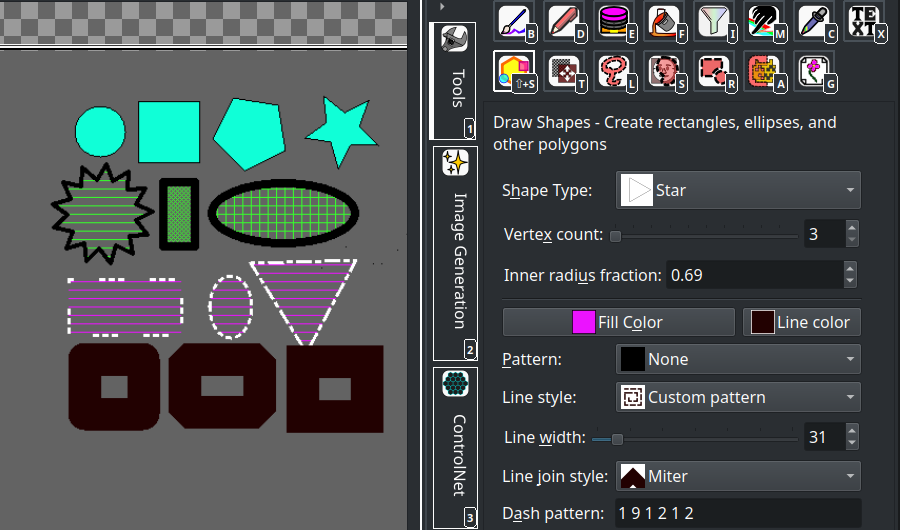 B D E F I M C TEXT X
⇧+S T L S R A G
Tools
1
Image Generation
2
ControlNet
3
Draw Shapes - Create rectangles, ellipses, and
other polygons
Shape Type: Star
Vertex count: 3
Inner radius fraction: 0.69
Fill Color Line color
Pattern: None
Line style: Custom pattern
Line width: 31
Line join style: Miter
Dash pattern: 1 9 1 2 1 2